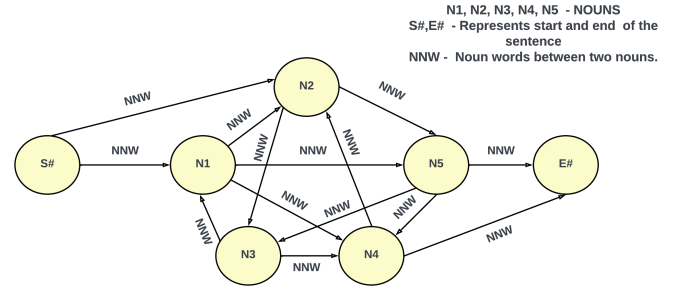 N1, N2, N3, N4, N5 - NOUNS
S#,E# - Represents start and end of the
sentence
NNW - Noun words between two nouns.
N2
NNW
NNW
NNW
NNW
NNW
S#
NNW
N1
NNW
N5
NNW
E#
NNW
NNW
NNW
NNW
NNW
N3
NNW
N4